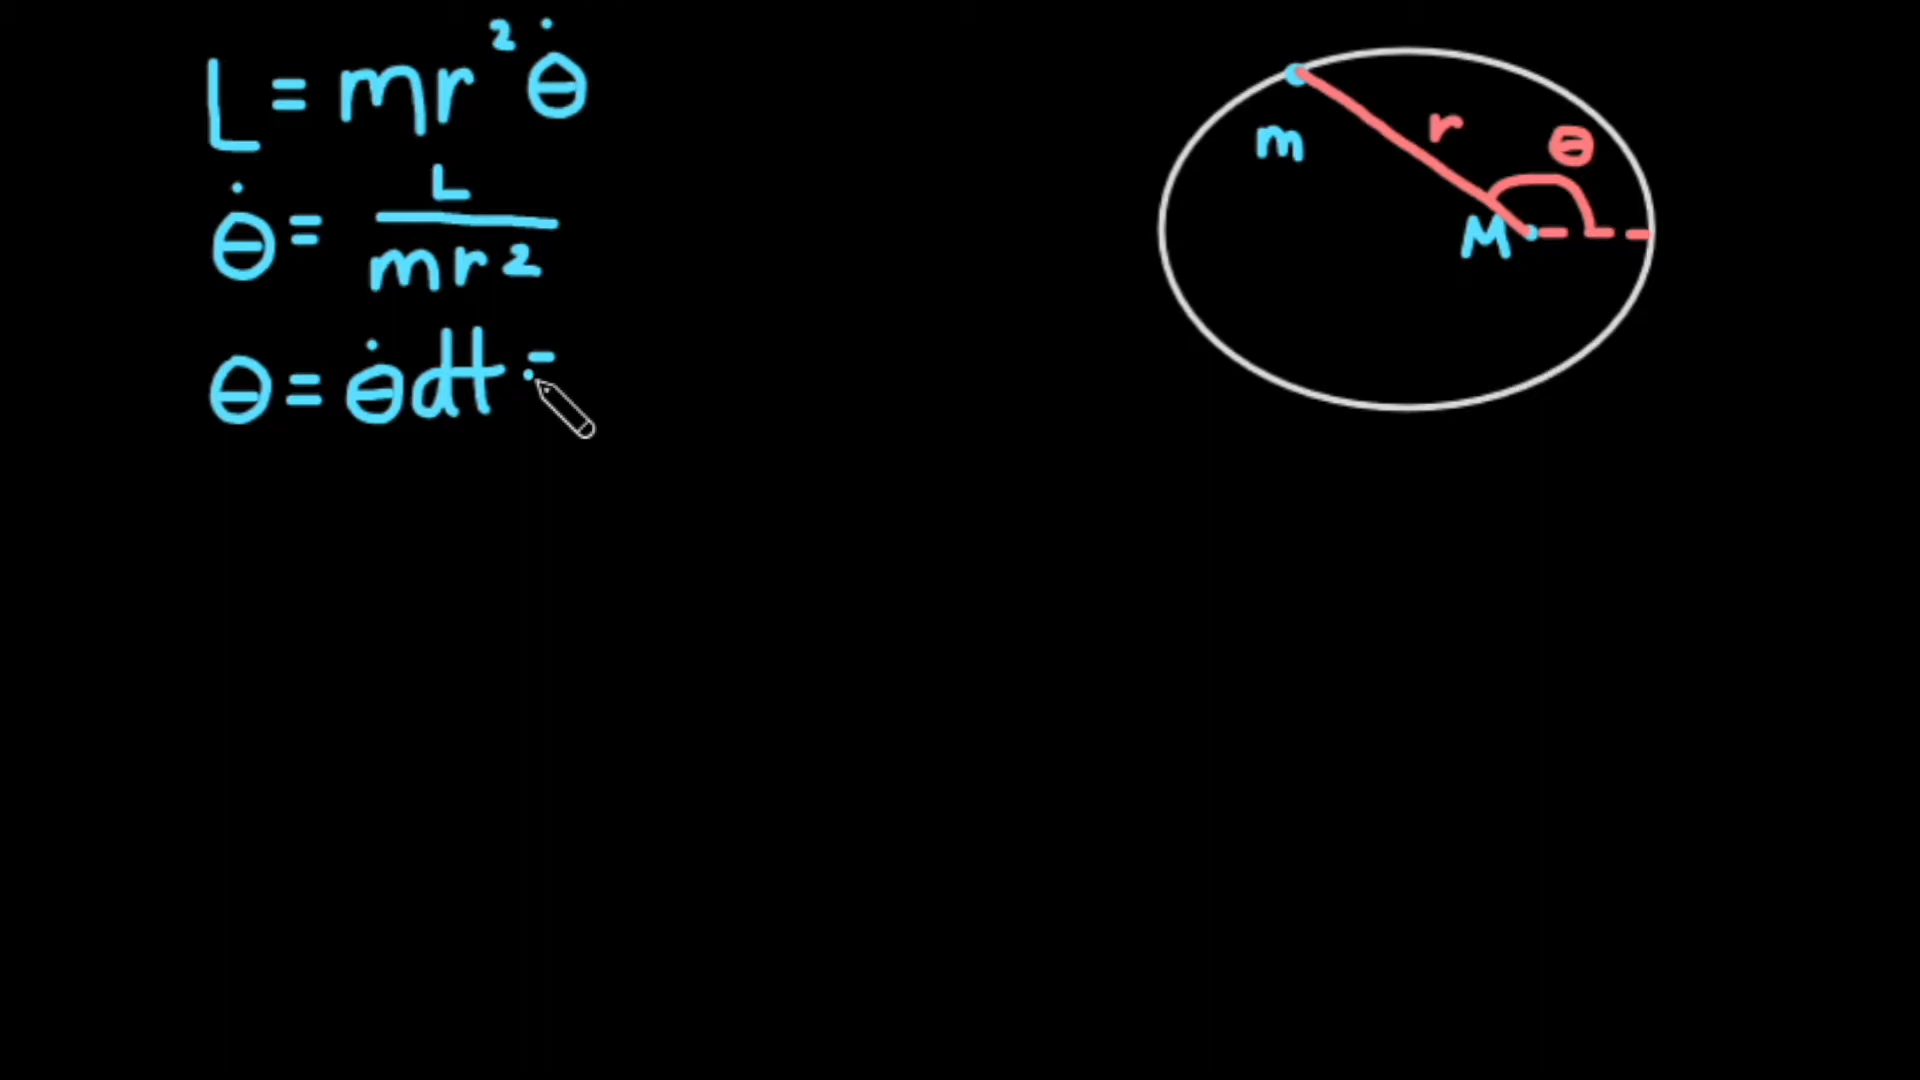 L = mr²θ̇
θ̇ = L / mr²
θ = θ̇dt =
m
r
θ
M